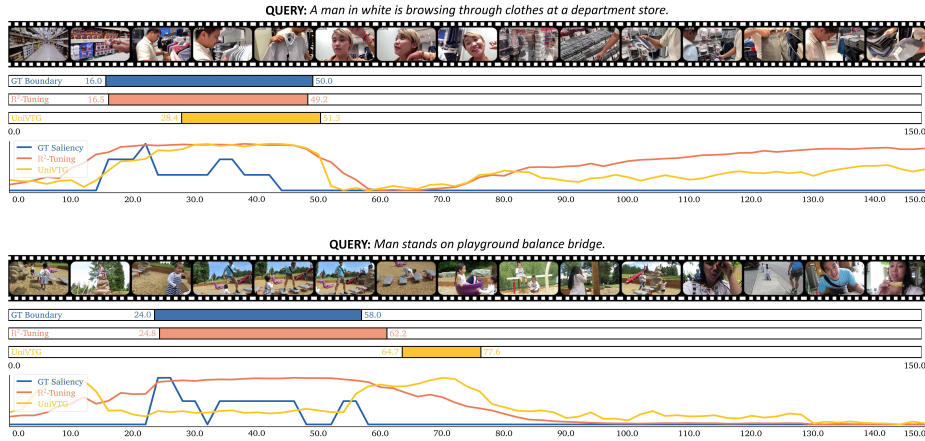 QUERY: A man in white is browsing through clothes at a department store.
GT Boundary 16.0 50.0
R²-Tuning 16.5 49.2
UniVTG 28.4 51.3
0.0 150.0
GT Saliency
R²-Tuning
UniVTG
0.0 10.0 20.0 30.0 40.0 50.0 60.0 70.0 80.0 90.0 100.0 110.0 120.0 130.0 140.0 150.0
QUERY: Man stands on playground balance bridge.
GT Boundary 24.0 58.0
R²-Tuning 24.8 62.2
UniVTG 64.7 77.6
0.0 150.0
GT Saliency
R²-Tuning
UniVTG
0.0 10.0 20.0 30.0 40.0 50.0 60.0 70.0 80.0 90.0 100.0 110.0 120.0 130.0 140.0 150.0